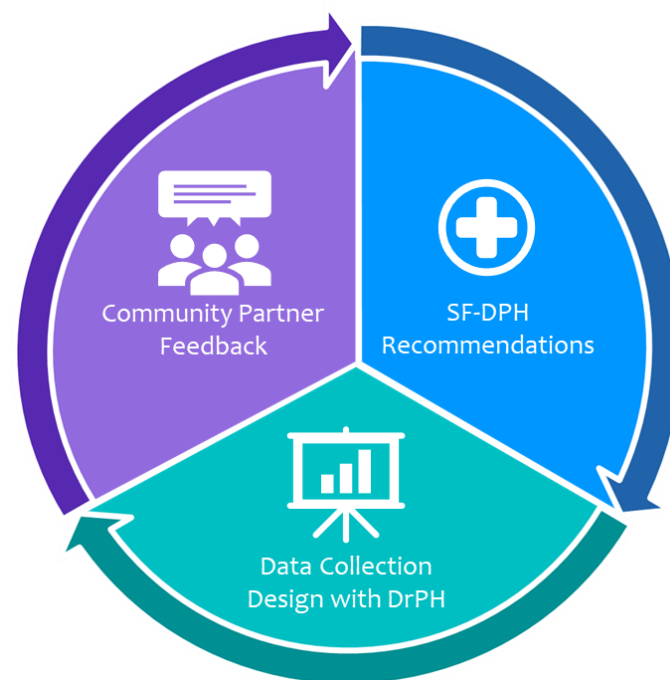 Community Partner
Feedback
SF-DPH
Recommendations
Data Collection
Design with DrPH